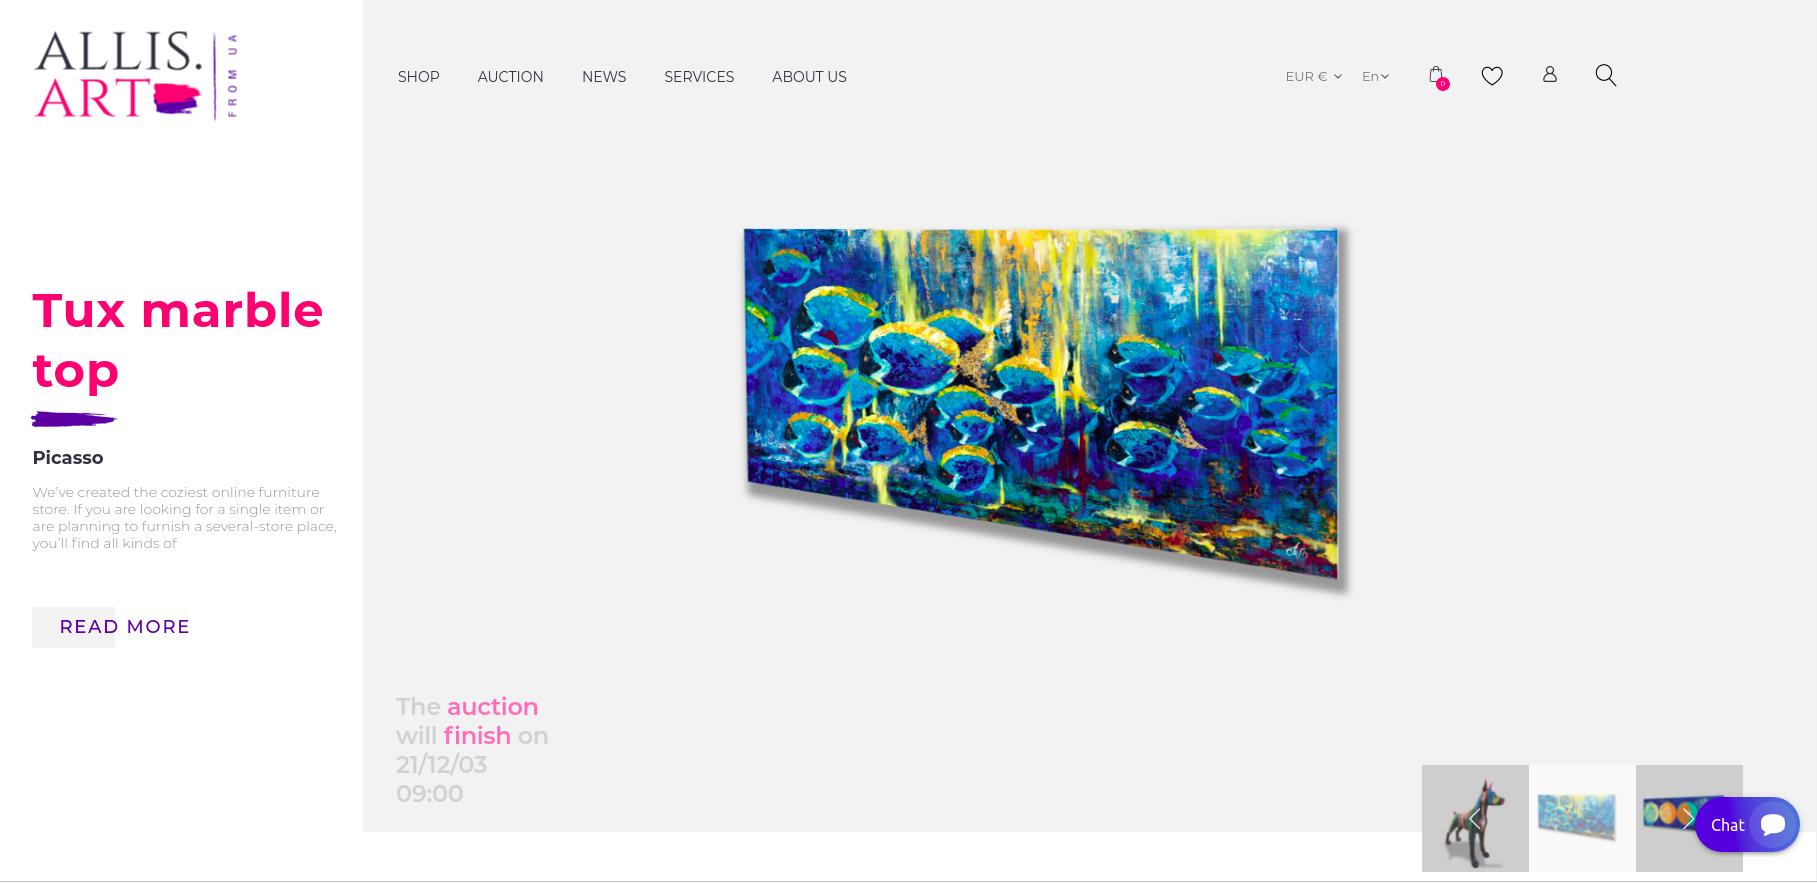 ALLIS.
ART
FROM UA
SHOP AUCTION NEWS SERVICES ABOUT US
EUR € En
0
Tux marble
top
Picasso
We've created the coziest online furniture
store. If you are looking for a single item or
are planning to furnish a several-store place,
you'll find all kinds of
READ MORE
The auction
will finish on
21/12/03
09:00
Chat